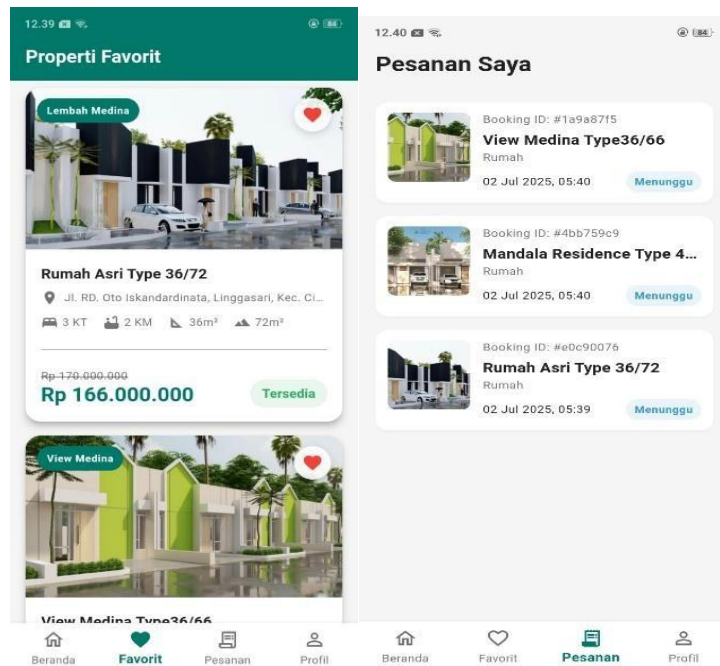 12.39
84
Properti Favorit
Lembah Medina
Rumah Asri Type 36/72
Jl. RD. Oto Iskandardinata, Linggasari, Kec. Ci...
3 KT 2 KM 36m² 72m²
Rp 170.000.000
Rp 166.000.000
Tersedia
View Medina
View Medina Type36/66
Beranda Favorit Pesanan Profil
12.40
84
Pesanan Saya
Booking ID: #1a9a87f5
View Medina Type36/66
Rumah
02 Jul 2025, 05:40
Menunggu
Booking ID: #4bb759c9
Mandala Residence Type 4...
Rumah
02 Jul 2025, 05:40
Menunggu
Booking ID: #e0c90076
Rumah Asri Type 36/72
Rumah
02 Jul 2025, 05:39
Menunggu
Beranda Favorit Pesanan Profil